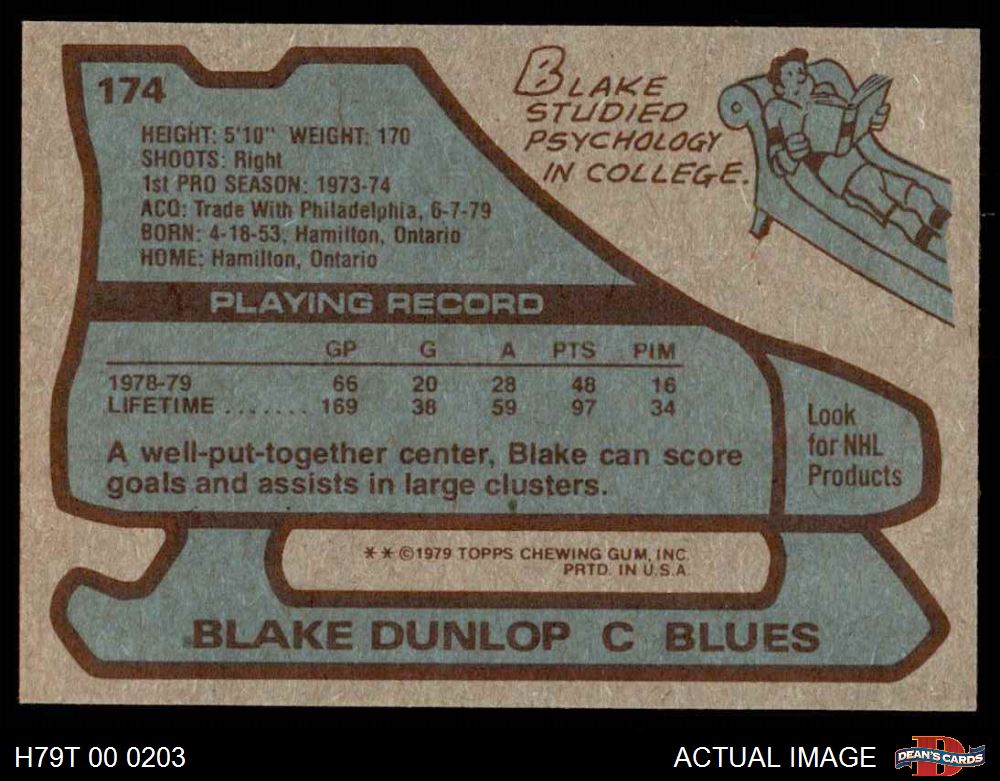 174
HEIGHT: 5'10" WEIGHT: 170
SHOOTS: Right
1st PRO SEASON: 1973-74
ACQ: Trade With Philadelphia, 6-7-79
BORN: 4-18-53, Hamilton, Ontario
HOME: Hamilton, Ontario
BLAKE
STUDIED
PSYCHOLOGY
IN COLLEGE.
PLAYING RECORD
GP G A PTS PIM
1978-79 66 20 28 48 16
LIFETIME ....... 169 38 59 97 34
A well-put-together center, Blake can score
goals and assists in large clusters.
Look
for NHL
Products
** ©1979 TOPPS CHEWING GUM, INC.
PRTD. IN U.S.A.
BLAKE DUNLOP C BLUES
H79T 00 0203
ACTUAL IMAGE
D
DEAN'S CARDS